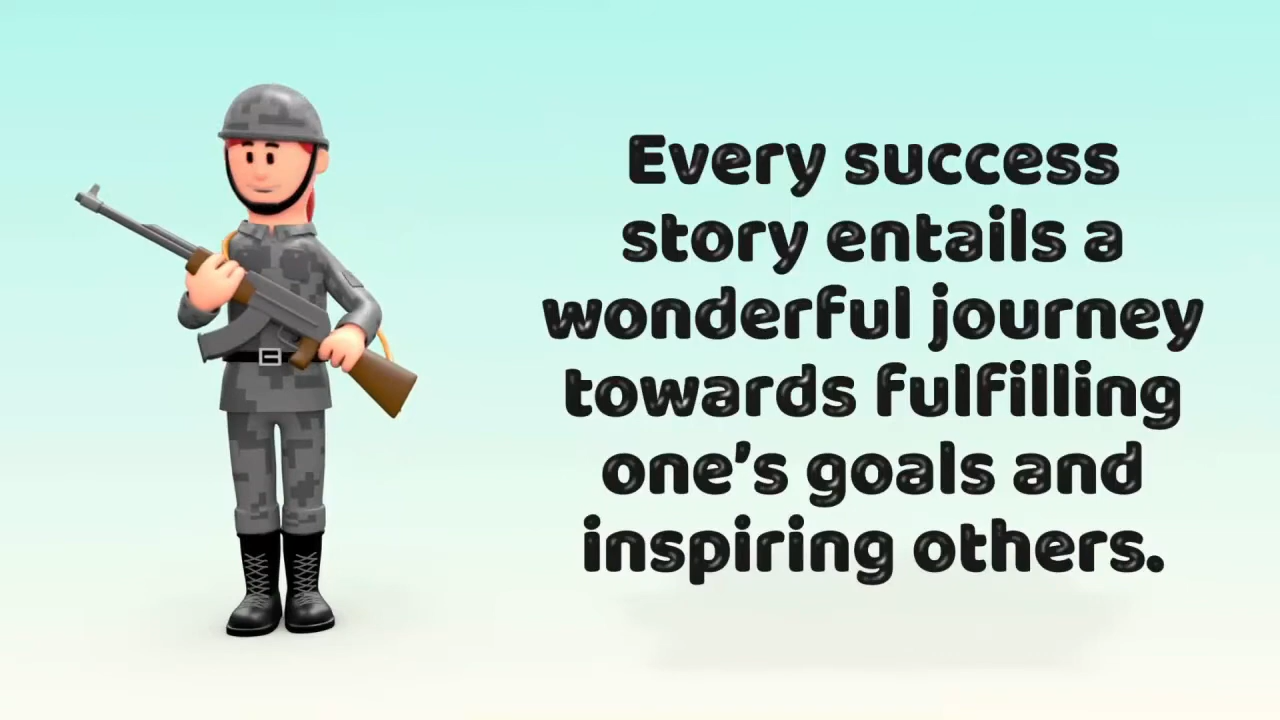 Every success
story entails a
wonderful journey
towards fulfilling
one's goals and
inspiring others.